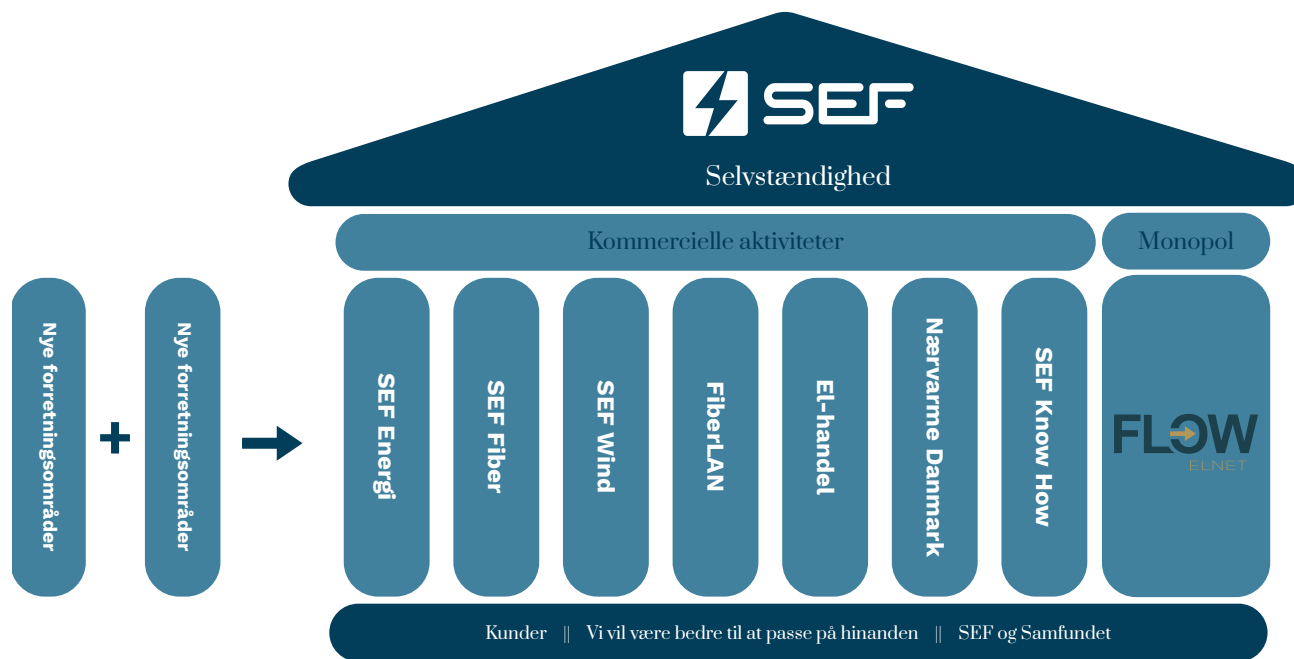 SEF
Selvstændighed
Kommercielle aktiviteter
Monopol
Nye forretningsområder
+
Nye forretningsområder
SEF Energi
SEF Fiber
SEF Wind
FiberLAN
El-handel
Nærvarme Danmark
SEF Know How
FLOW
ELNET
Kunder || Vi vil være bedre til at passe på hinanden || SEF og Samfundet